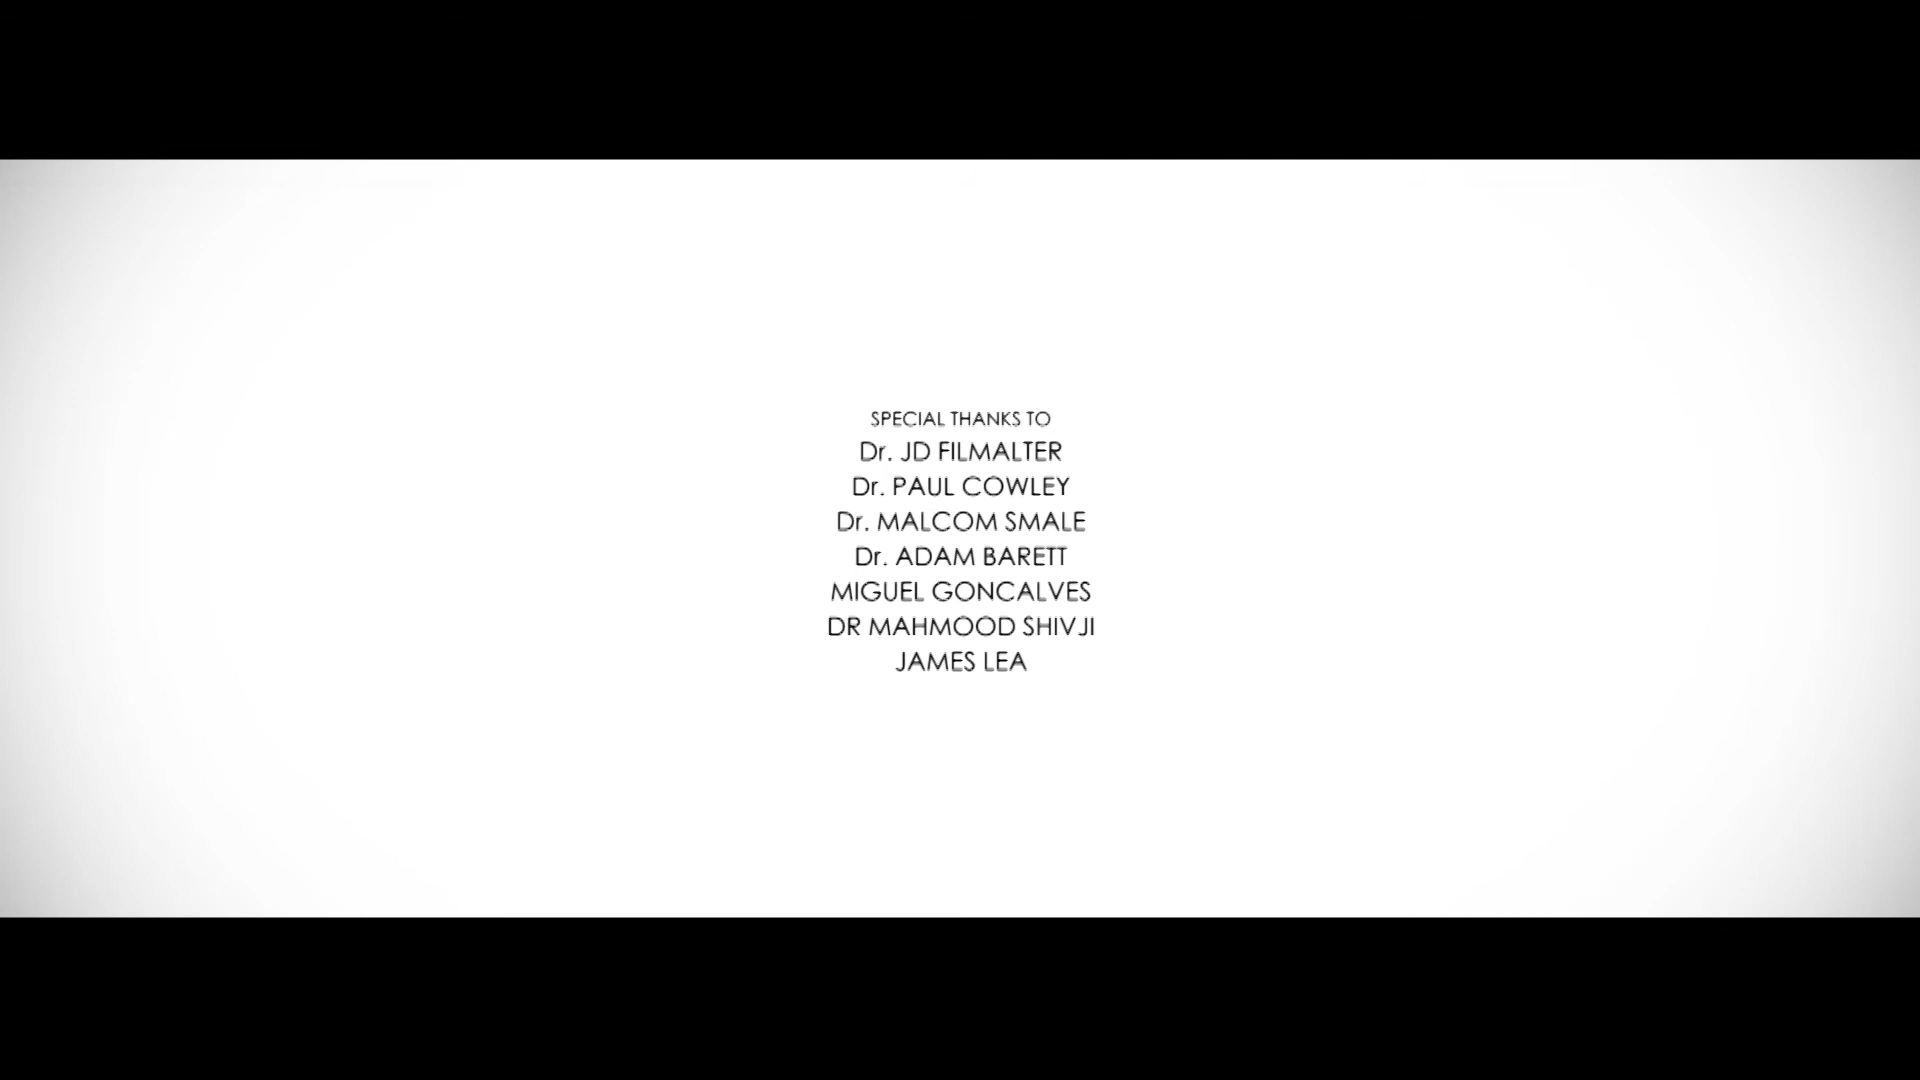 SPECIAL THANKS TO
Dr. JD FILMALTER
Dr. PAUL COWLEY
Dr. MALCOM SMALE
Dr. ADAM BARETT
MIGUEL GONCALVES
DR MAHMOOD SHIVJI
JAMES LEA